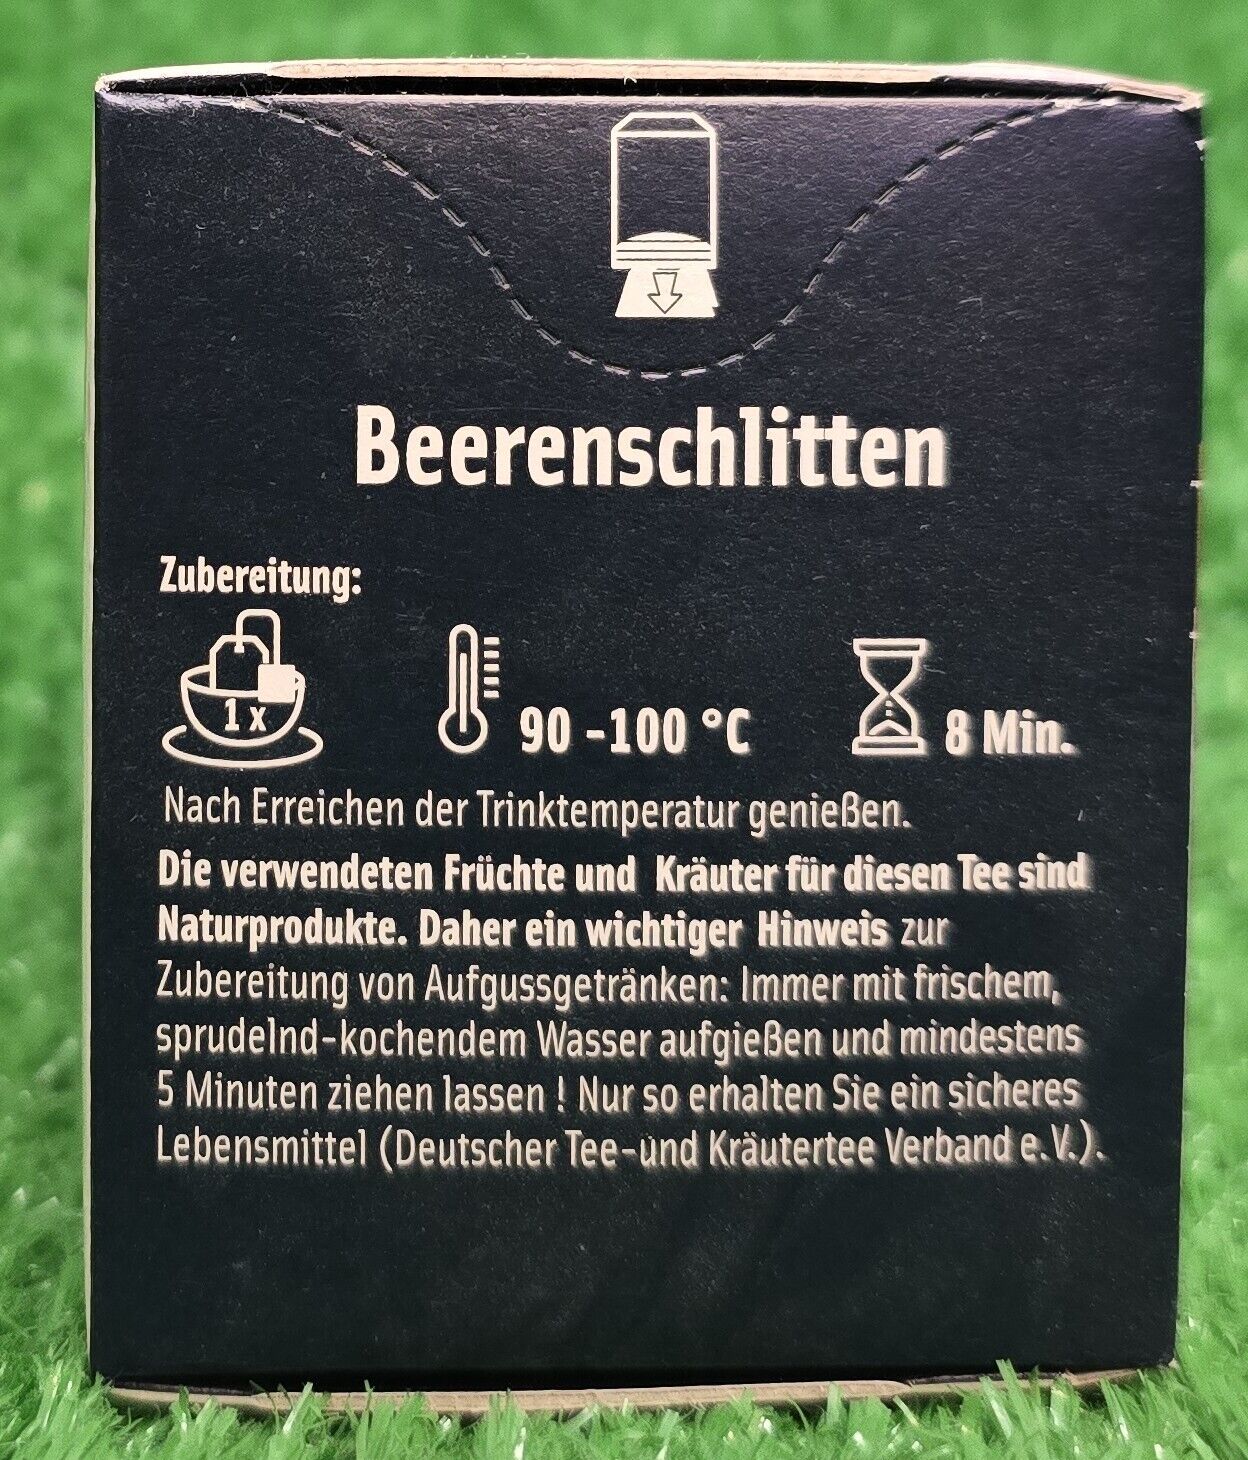 Beerenschlitten
Zubereitung:
1 x
90 -100 °C
8 Min.
Nach Erreichen der Trinktemperatur genießen.
Die verwendeten Früchte und Kräuter für diesen Tee sind
Naturprodukte. Daher ein wichtiger Hinweis zur
Zubereitung von Aufgussgetränken: Immer mit frischem,
sprudelnd-kochendem Wasser aufgießen und mindestens
5 Minuten ziehen lassen ! Nur so erhalten Sie ein sicheres
Lebensmittel (Deutscher Tee-und Kräutertee Verband e.V.).